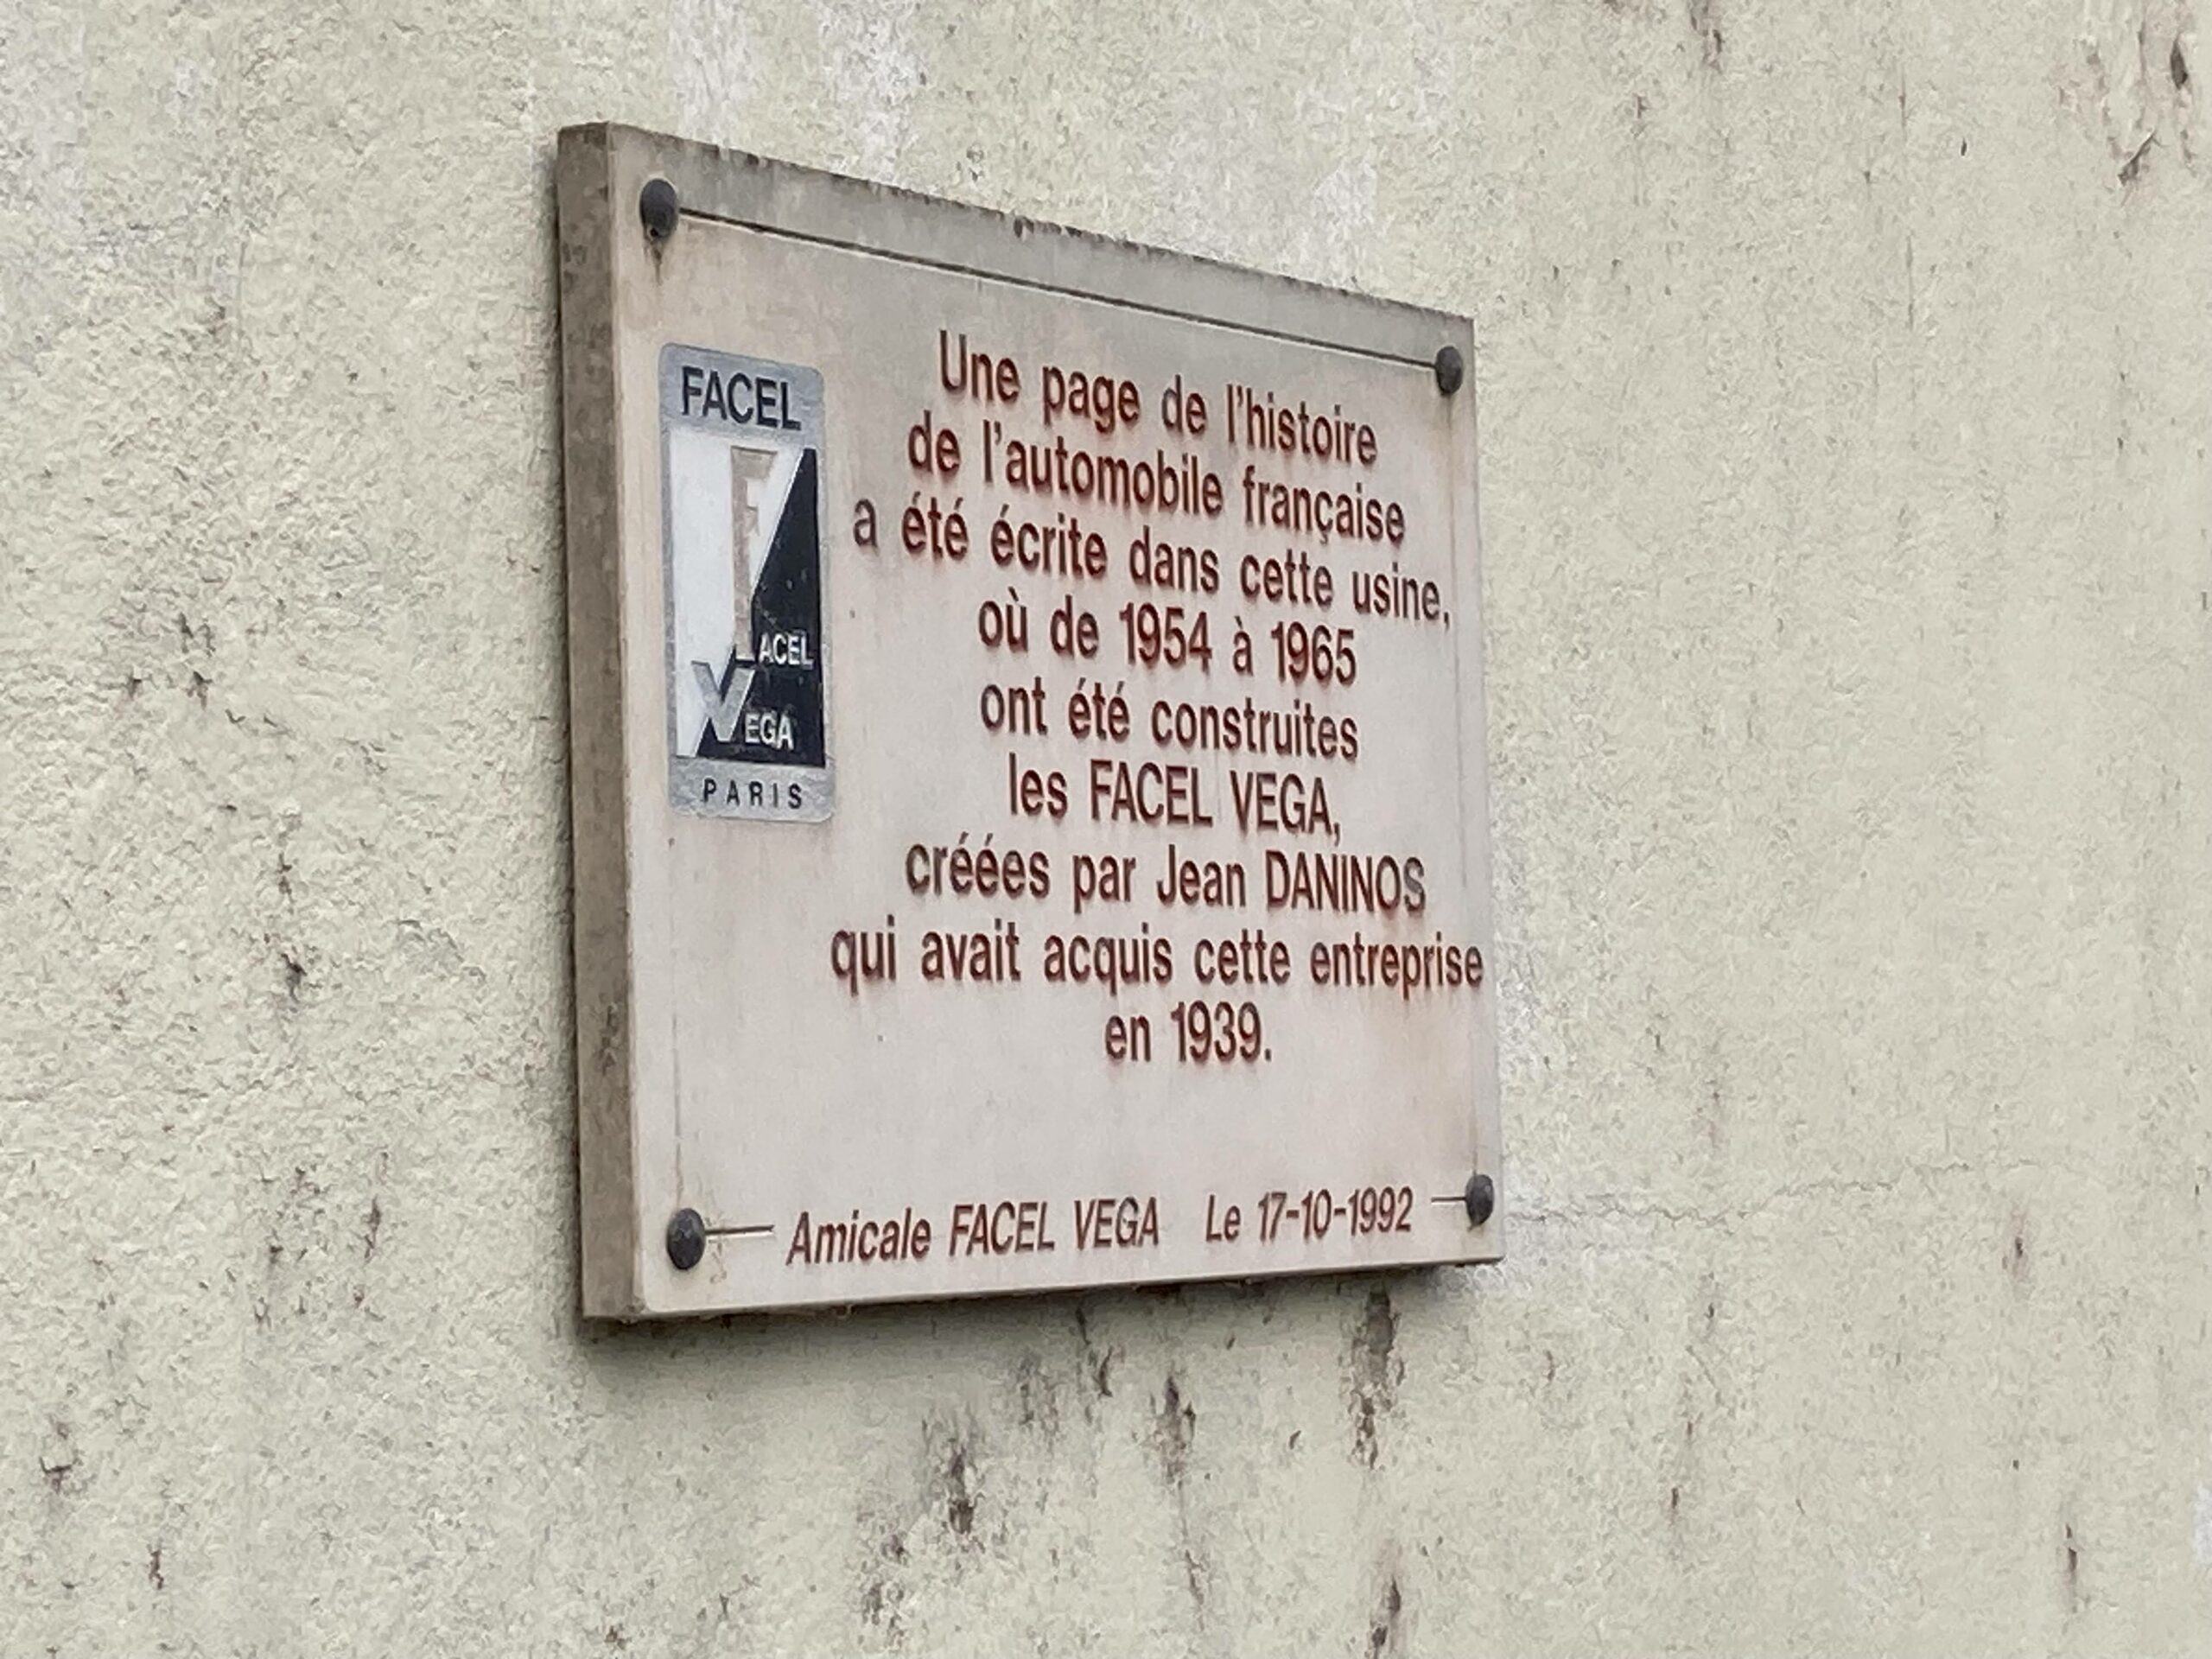 FACEL
F
ACEL
VEGA
PARIS
Une page de l'histoire
de l'automobile française
a été écrite dans cette usine,
où de 1954 à 1965
ont été construites
les FACEL VEGA,
créées par Jean DANINOS
qui avait acquis cette entreprise
en 1939.
Amicale FACEL VEGA Le 17-10-1992